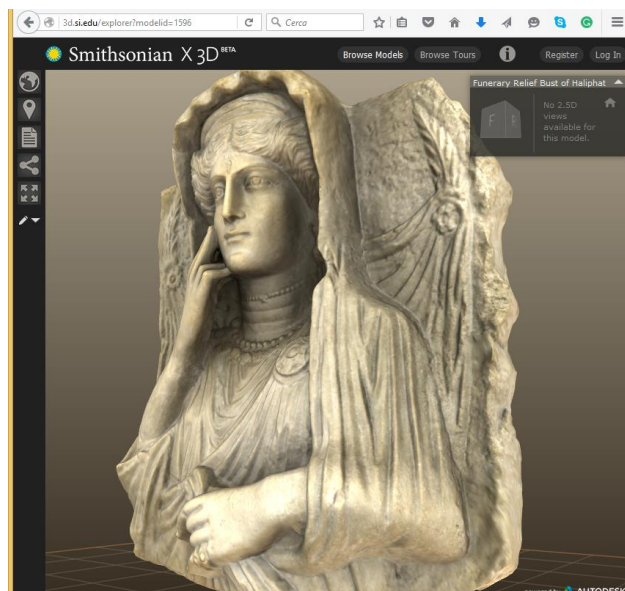 3d.si.edu/explorer?modelid=1596
Cerca
Smithsonian X 3D BETA
Browse Models
Browse Tours
Register
Log In
Funerary Relief Bust of Haliphat
F
No 2.5D
views
available for
this model.
AUTODESK